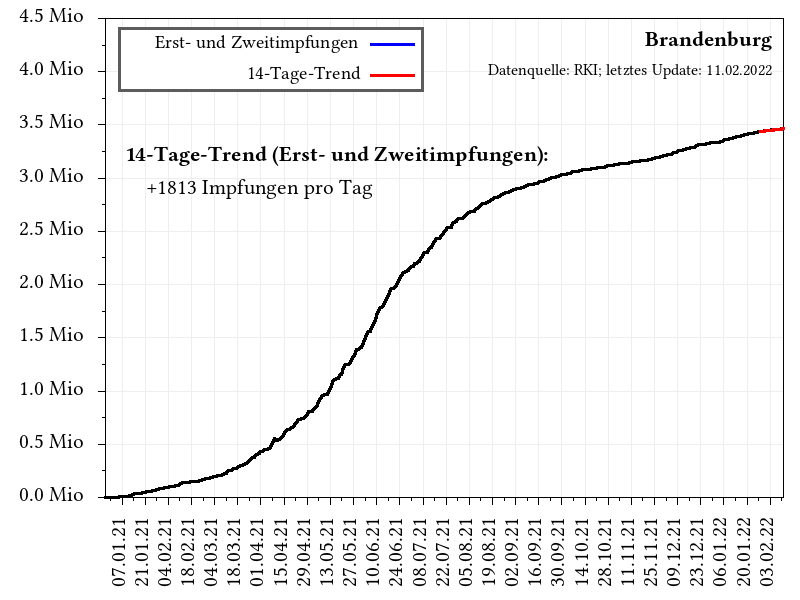 4.5 Mio
4.0 Mio
3.5 Mio
3.0 Mio
2.5 Mio
2.0 Mio
1.5 Mio
1.0 Mio
0.5 Mio
0.0 Mio
Erst- und Zweitimpfungen
14-Tage-Trend
Brandenburg
Datenquelle: RKI; letztes Update: 11.02.2022
14-Tage-Trend (Erst- und Zweitimpfungen):
+1813 Impfungen pro Tag
07.01.21
21.01.21
04.02.21
18.02.21
04.03.21
18.03.21
01.04.21
15.04.21
29.04.21
13.05.21
27.05.21
10.06.21
24.06.21
08.07.21
22.07.21
05.08.21
19.08.21
02.09.21
16.09.21
30.09.21
14.10.21
28.10.21
11.11.21
25.11.21
09.12.21
23.12.21
06.01.22
20.01.22
03.02.22